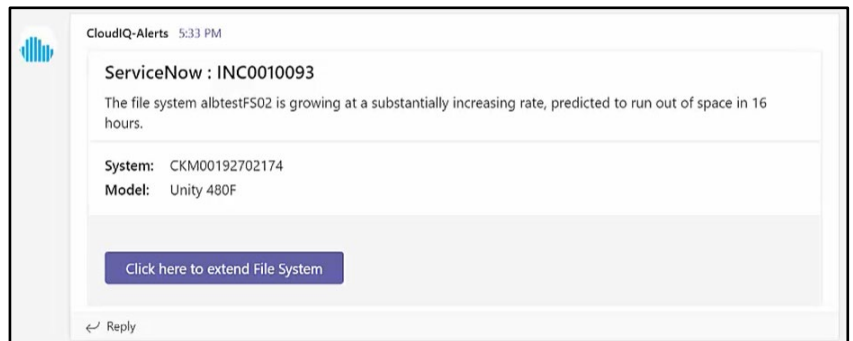 CloudIQ-Alerts 5:33 PM
ServiceNow : INC0010093
The file system albtestFS02 is growing at a substantially increasing rate, predicted to run out of space in 16
hours.
System: CKM00192702174
Model: Unity 480F
Click here to extend File System
Reply